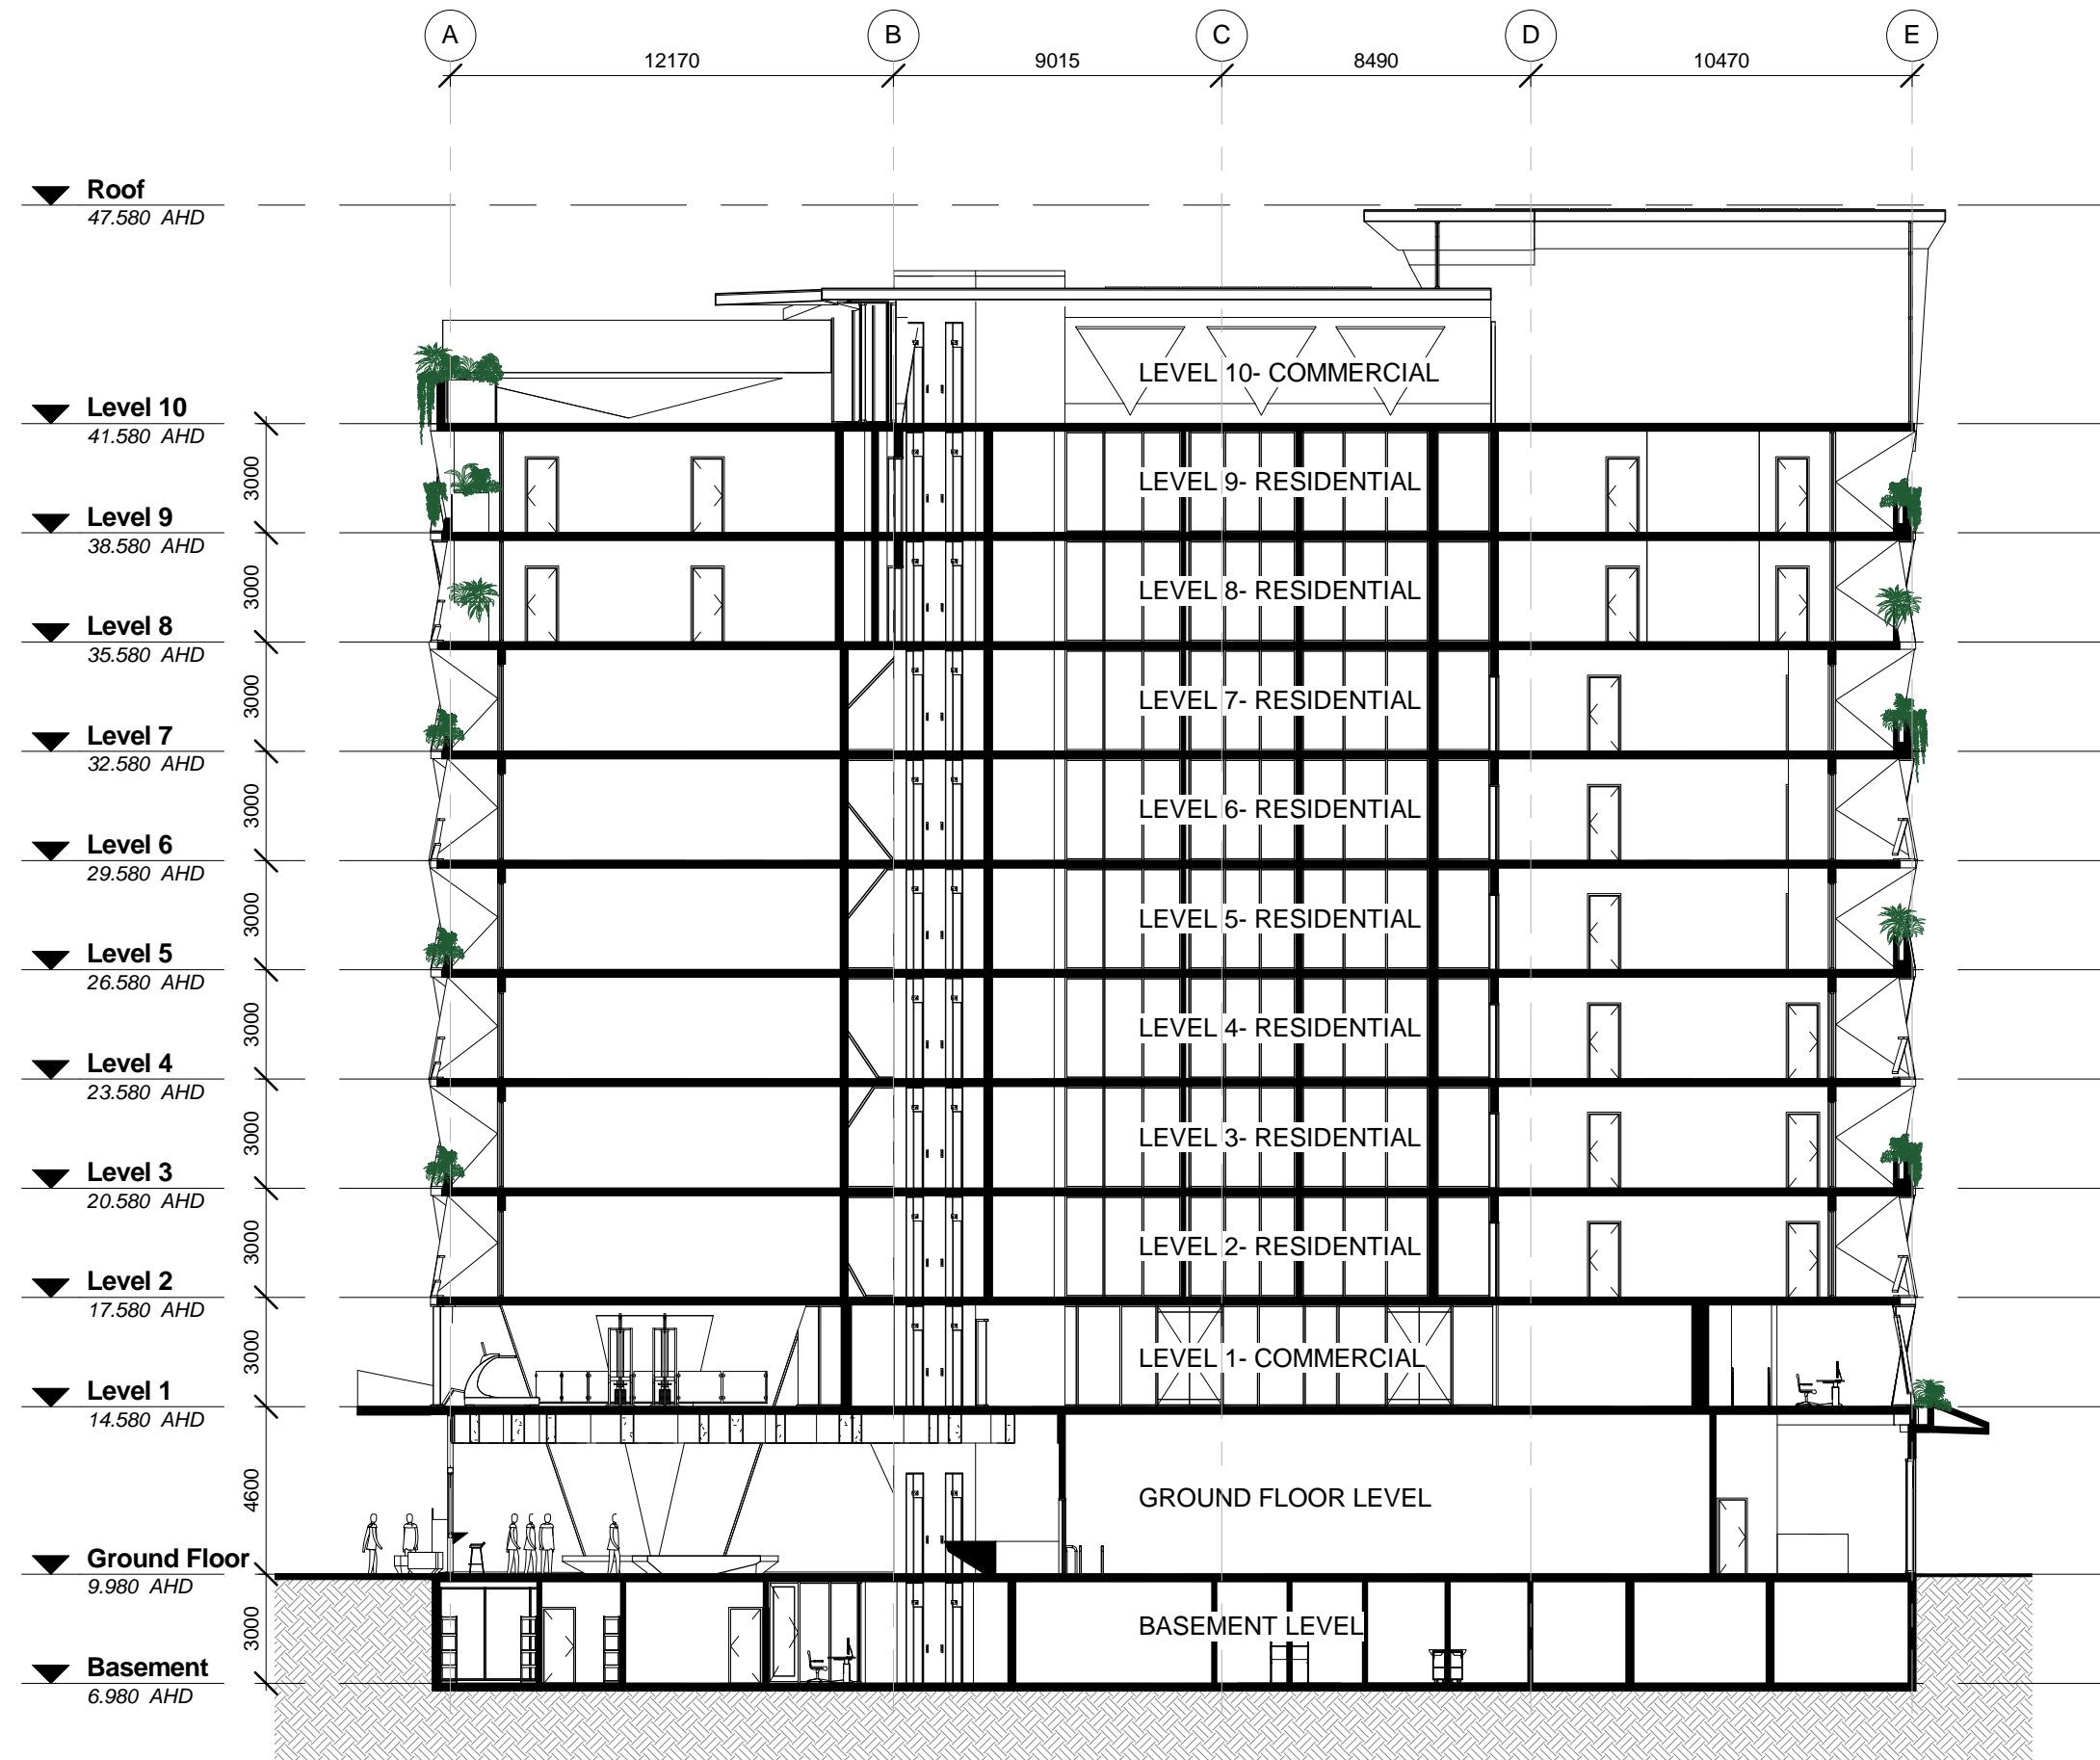 A B C D E
12170 9015 8490 10470
Roof
47.580 AHD
LEVEL 10- COMMERCIAL
Level 10
41.580 AHD
3000
LEVEL 9- RESIDENTIAL
Level 9
38.580 AHD
3000
LEVEL 8- RESIDENTIAL
Level 8
35.580 AHD
3000
LEVEL 7- RESIDENTIAL
Level 7
32.580 AHD
3000
LEVEL 6- RESIDENTIAL
Level 6
29.580 AHD
3000
LEVEL 5- RESIDENTIAL
Level 5
26.580 AHD
3000
LEVEL 4- RESIDENTIAL
Level 4
23.580 AHD
3000
LEVEL 3- RESIDENTIAL
Level 3
20.580 AHD
3000
LEVEL 2- RESIDENTIAL
Level 2
17.580 AHD
3000
LEVEL 1- COMMERCIAL
Level 1
14.580 AHD
4600
GROUND FLOOR LEVEL
Ground Floor
9.980 AHD
3000
BASEMENT LEVEL
Basement
6.980 AHD